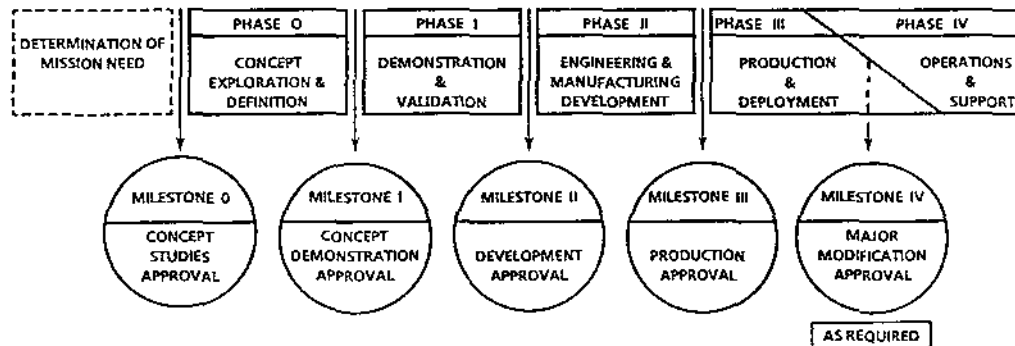 DETERMINATION OF
MISSION NEED
PHASE 0
CONCEPT
EXPLORATION &
DEFINITION
PHASE I
DEMONSTRATION
&
VALIDATION
PHASE II
ENGINEERING &
MANUFACTURING
DEVELOPMENT
PHASE III
PRODUCTION
&
DEPLOYMENT
PHASE IV
OPERATIONS
&
SUPPORT
MILESTONE 0
CONCEPT
STUDIES
APPROVAL
MILESTONE I
CONCEPT
DEMONSTRATION
APPROVAL
MILESTONE II
DEVELOPMENT
APPROVAL
MILESTONE III
PRODUCTION
APPROVAL
MILESTONE IV
MAJOR
MODIFICATION
APPROVAL
AS REQUIRED